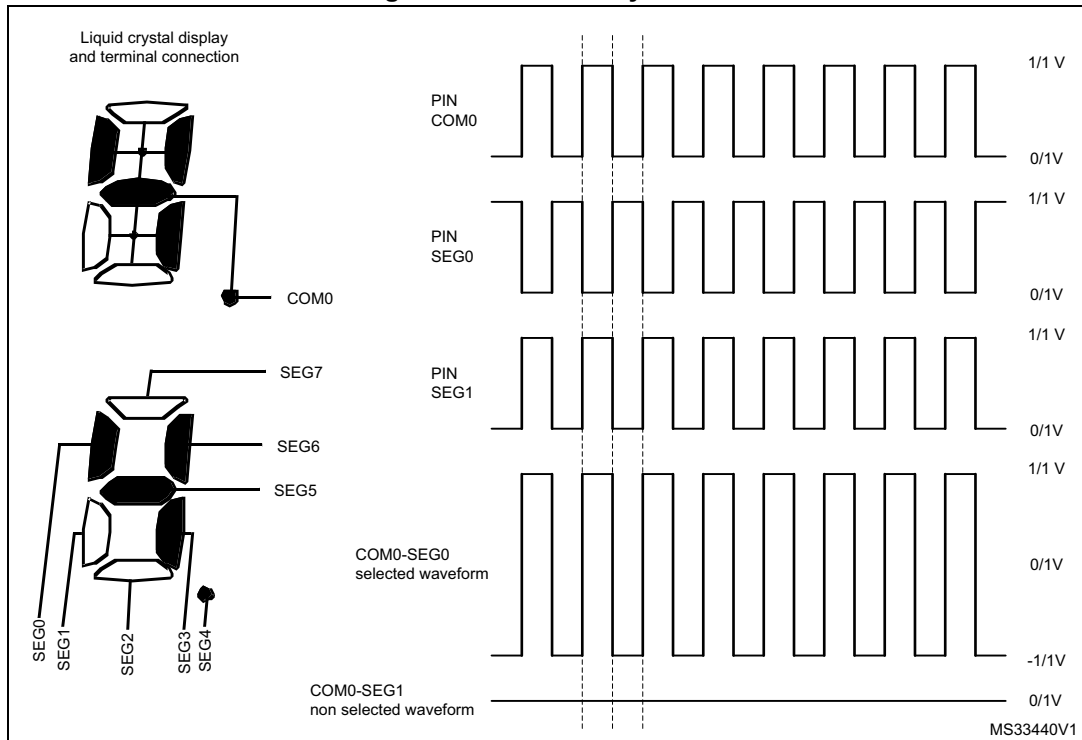 Liquid crystal display
and terminal connection
COM0
SEG7
SEG6
SEG5
SEG0
SEG1
SEG2
SEG3
SEG4
PIN
COM0
1/1 V
0/1V
PIN
SEG0
1/1 V
0/1V
PIN
SEG1
1/1 V
0/1V
COM0-SEG0
selected waveform
1/1 V
0/1V
-1/1V
COM0-SEG1
non selected waveform
0/1V
MS33440V1